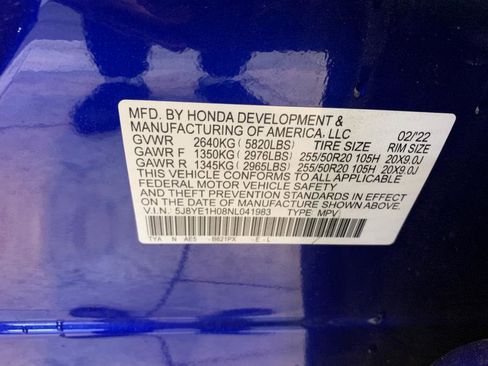 MFD. BY HONDA DEVELOPMENT &
MANUFACTURING OF AMERICA, LLC 02/'22
GVWR 2640KG ( 5820LBS) TIRE SIZE RIM SIZE
GAWR F 1350KG ( 2976LBS) 255/50R20 105H 20X9.0J
GAWR R 1345KG ( 2965LBS) 255/50R20 105H 20X9.0J
THIS VEHICLE CONFORMS TO ALL APPLICABLE
FEDERAL MOTOR VEHICLE SAFETY
AND THEFT PREVENTION STANDARDS IN EFFECT
ON THE DATE OF MANUFACTURE SHOWN ABOVE.
V.I.N. 5J8YE1H08NL041983 TYPE MPV
TYA N AE5 B621PX - E - L